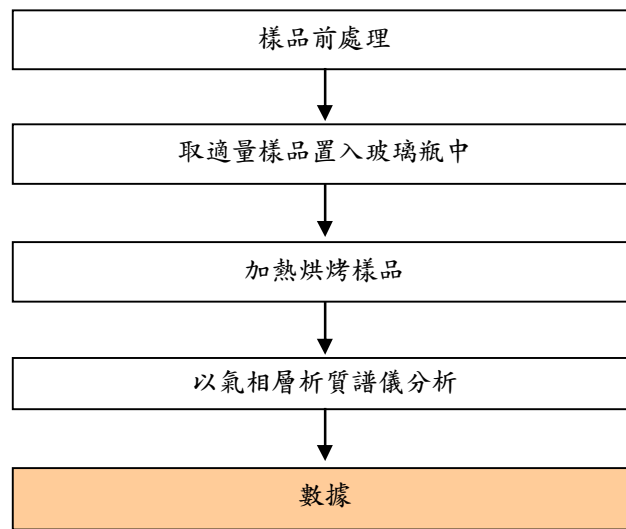 樣品前處理
取適量樣品置入玻璃瓶中
加熱烘烤樣品
以氣相層析質譜儀分析
數據